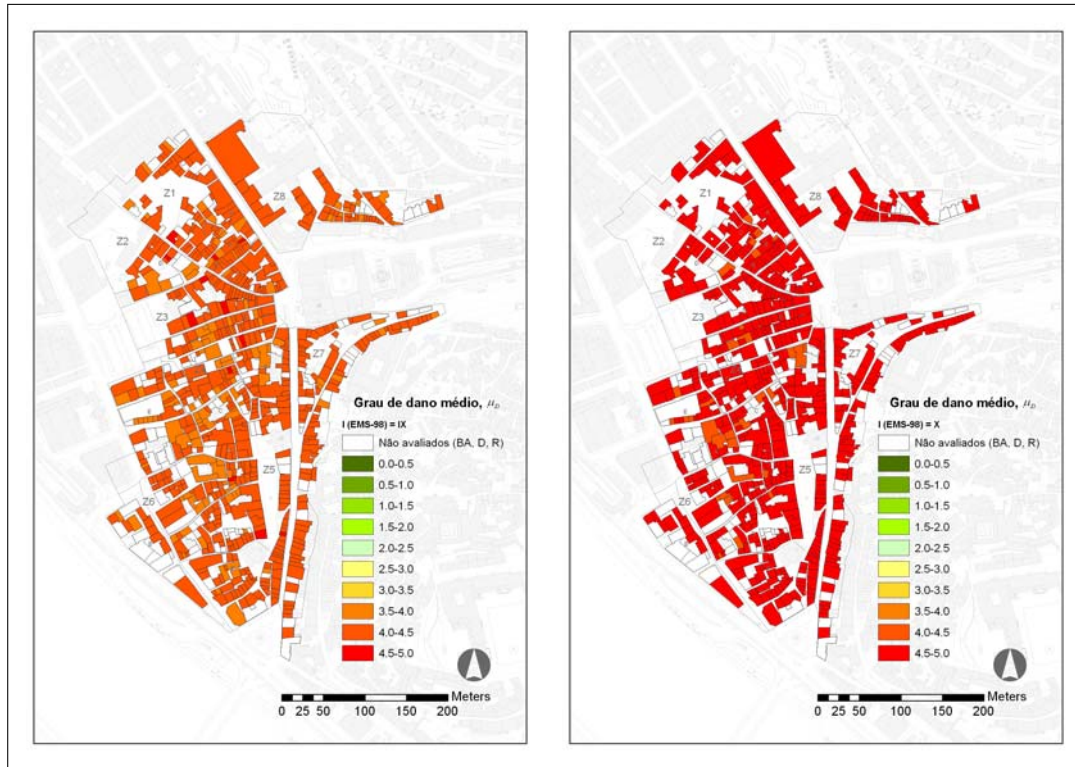 Z1
Z2
Z8
Z3
Z7
Z5
Z6
Grau de dano médio, μD
I (EMS-98) = IX
Não avaliados (BA, D, R)
0.0-0.5
0.5-1.0
1.0-1.5
1.5-2.0
2.0-2.5
2.5-3.0
3.0-3.5
3.5-4.0
4.0-4.5
4.5-5.0
Meters
0 25 50 100 150 200
Z1
Z2
Z8
Z3
Z7
Z5
Z6
Grau de dano médio, μD
I (EMS-98) = X
Não avaliados (BA, D, R)
0.0-0.5
0.5-1.0
1.0-1.5
1.5-2.0
2.0-2.5
2.5-3.0
3.0-3.5
3.5-4.0
4.0-4.5
4.5-5.0
Meters
0 25 50 100 150 200